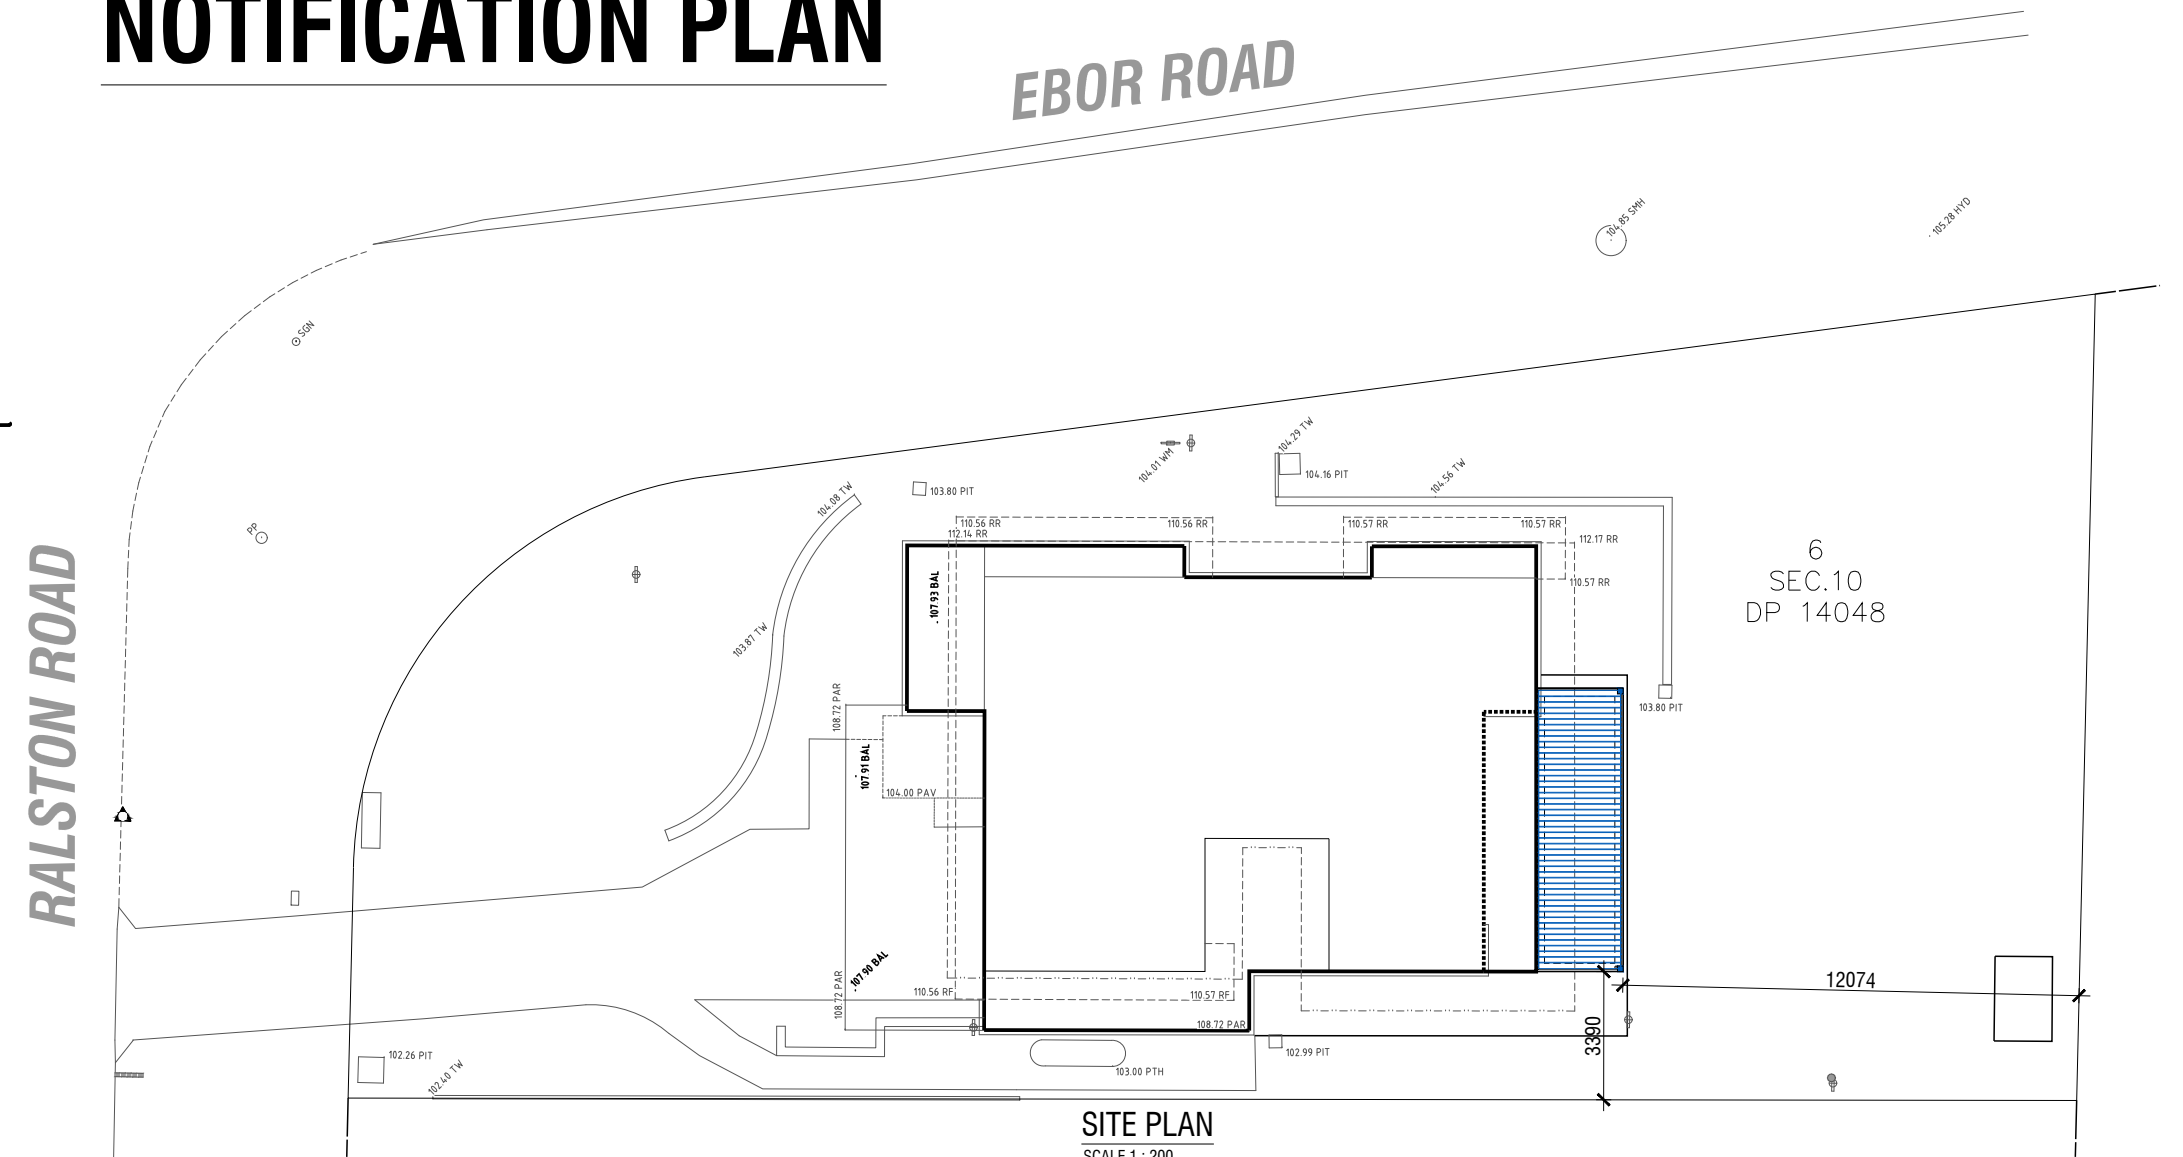 NOTIFICATION PLAN
EBOR ROAD
104.85 SMH
105.28 HYD
SGN
PP
RALSTON ROAD
104.29 TW
104.01 WM
104.16 PIT
104.56 TW
104.08 TW
103.80 PIT
110.56 RR
110.56 RR
110.57 RR
110.57 RR
112.14 RR
112.17 RR
110.57 RR
6
SEC.10
DP 14048
107.93 BAL
103.87 TW
108.72 PAR
103.80 PIT
107.91 BAL
104.00 PAV
107.90 BAL
108.72 PAR
110.56 RF
110.57 RF
12074
108.72 PAR
3390
102.26 PIT
102.99 PIT
102.40 TW
103.00 PTH
SITE PLAN
SCALE 1 : 200